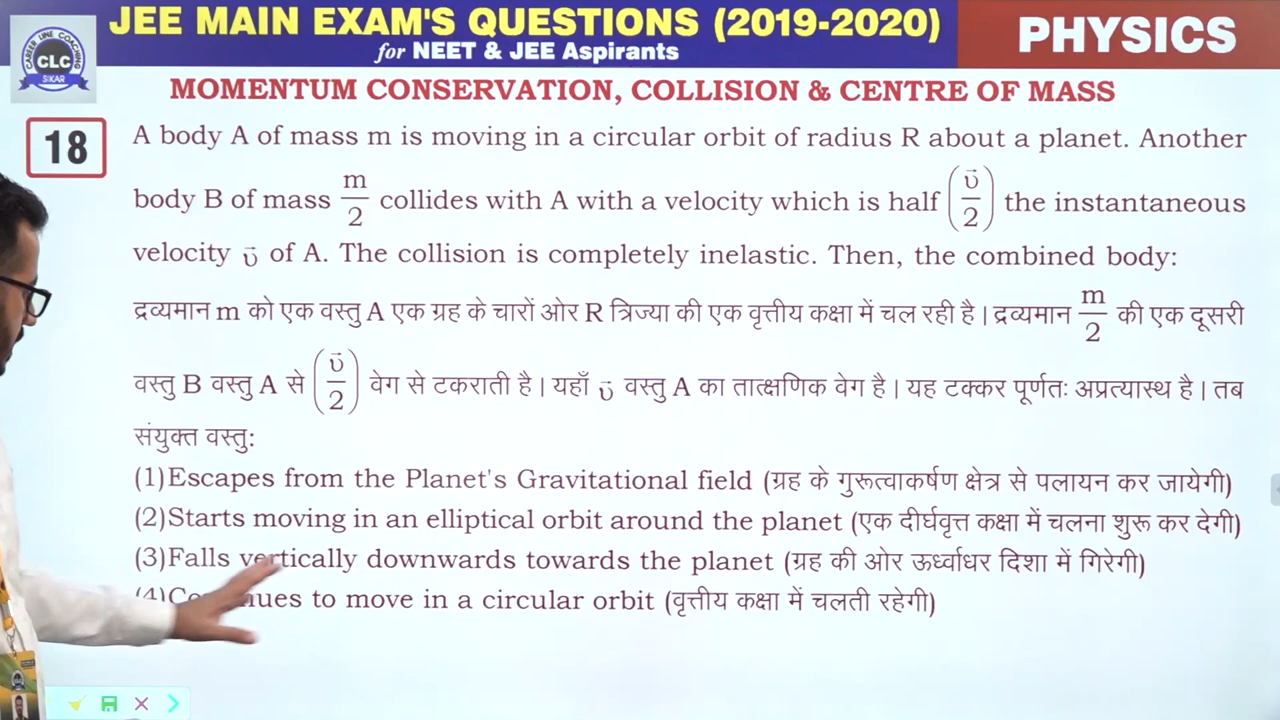 JEE MAIN EXAM'S QUESTIONS (2019-2020)
for NEET & JEE Aspirants
PHYSICS
CAREER LINE COACHING
CLC
SIKAR
MOMENTUM CONSERVATION, COLLISION & CENTRE OF MASS
18
A body A of mass m is moving in a circular orbit of radius R about a planet. Another
body B of mass m/2 collides with A with a velocity which is half (υ⃗/2) the instantaneous
velocity υ⃗ of A. The collision is completely inelastic. Then, the combined body:
द्रव्यमान m को एक वस्तु A एक ग्रह के चारों ओर R त्रिज्या की एक वृत्तीय कक्षा में चल रही है। द्रव्यमान m/2 की एक दूसरी
वस्तु B वस्तु A से (υ⃗/2) वेग से टकराती है। यहाँ υ⃗ वस्तु A का तात्क्षणिक वेग है। यह टक्कर पूर्णतः अप्रत्यास्थ है। तब
संयुक्त वस्तु:
(1)Escapes from the Planet's Gravitational field (ग्रह के गुरूत्वाकर्षण क्षेत्र से पलायन कर जायेगी)
(2)Starts moving in an elliptical orbit around the planet (एक दीर्घवृत्त कक्षा में चलना शुरू कर देगी)
(3)Falls vertically downwards towards the planet (ग्रह की ओर ऊर्ध्वाधर दिशा में गिरेगी)
(4) to move in a circular orbit (वृत्तीय कक्षा में चलती रहेगी)